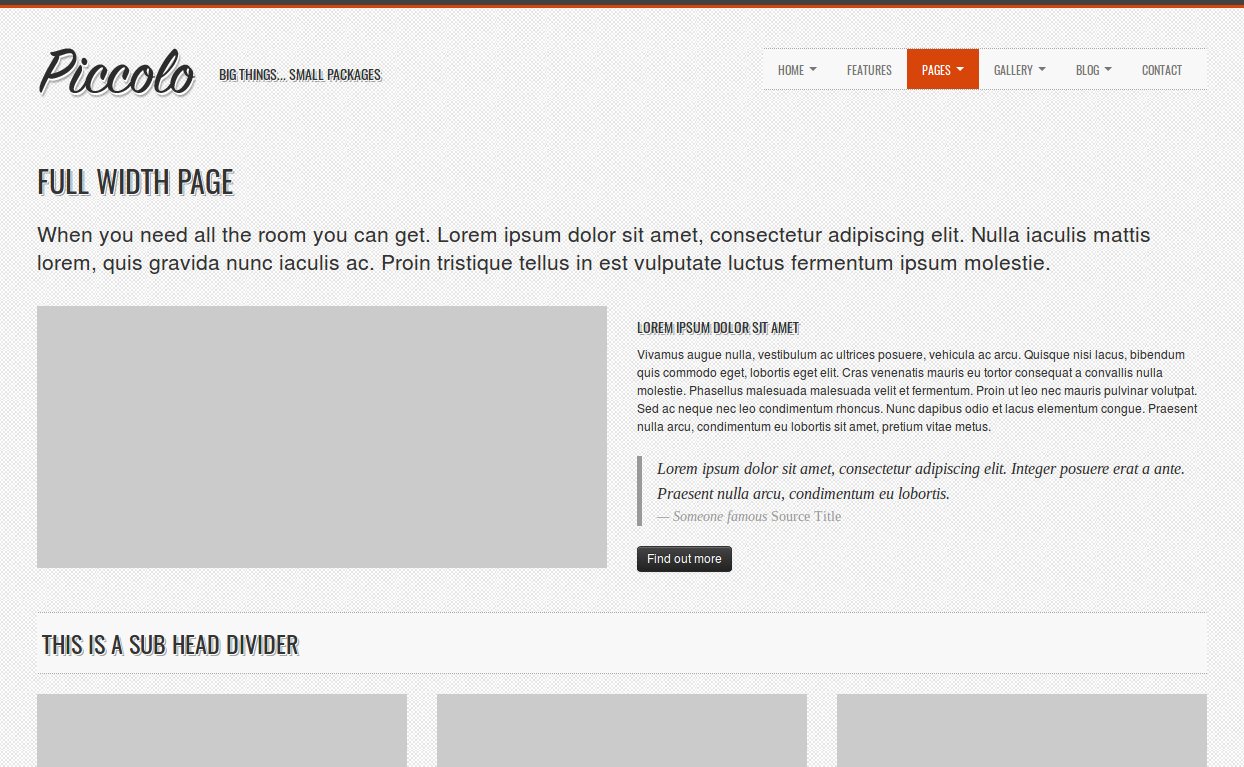 Piccolo
BIG THINGS... SMALL PACKAGES
HOME
FEATURES
PAGES
GALLERY
BLOG
CONTACT
FULL WIDTH PAGE
When you need all the room you can get. Lorem ipsum dolor sit amet, consectetur adipiscing elit. Nulla iaculis mattis
lorem, quis gravida nunc iaculis ac. Proin tristique tellus in est vulputate luctus fermentum ipsum molestie.
LOREM IPSUM DOLOR SIT AMET
Vivamus augue nulla, vestibulum ac ultrices posuere, vehicula ac arcu. Quisque nisi lacus, bibendum
quis commodo eget, lobortis eget elit. Cras venenatis mauris eu tortor consequat a convallis nulla
molestie. Phasellus malesuada malesuada velit et fermentum. Proin ut leo nec mauris pulvinar volutpat.
Sed ac neque nec leo condimentum rhoncus. Nunc dapibus odio et lacus elementum congue. Praesent
nulla arcu, condimentum eu lobortis sit amet, pretium vitae metus.
Lorem ipsum dolor sit amet, consectetur adipiscing elit. Integer posuere erat a ante.
Praesent nulla arcu, condimentum eu lobortis.
— Someone famous Source Title
Find out more
THIS IS A SUB HEAD DIVIDER